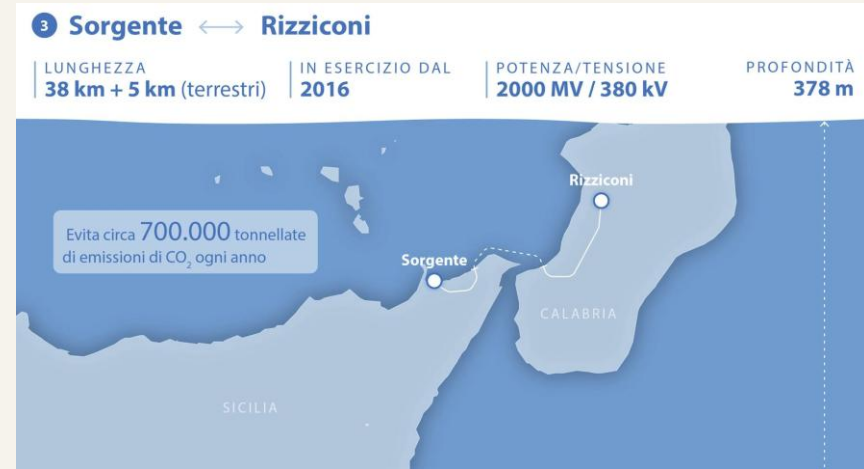 3 Sorgente ⟷ Rizziconi
LUNGHEZZA
38 km + 5 km (terrestri)
IN ESERCIZIO DAL
2016
POTENZA/TENSIONE
2000 MV / 380 kV
PROFONDITÀ
378 m
Rizziconi
Evita circa 700.000 tonnellate
di emissioni di CO₂ ogni anno
Sorgente
CALABRIA
SICILIA